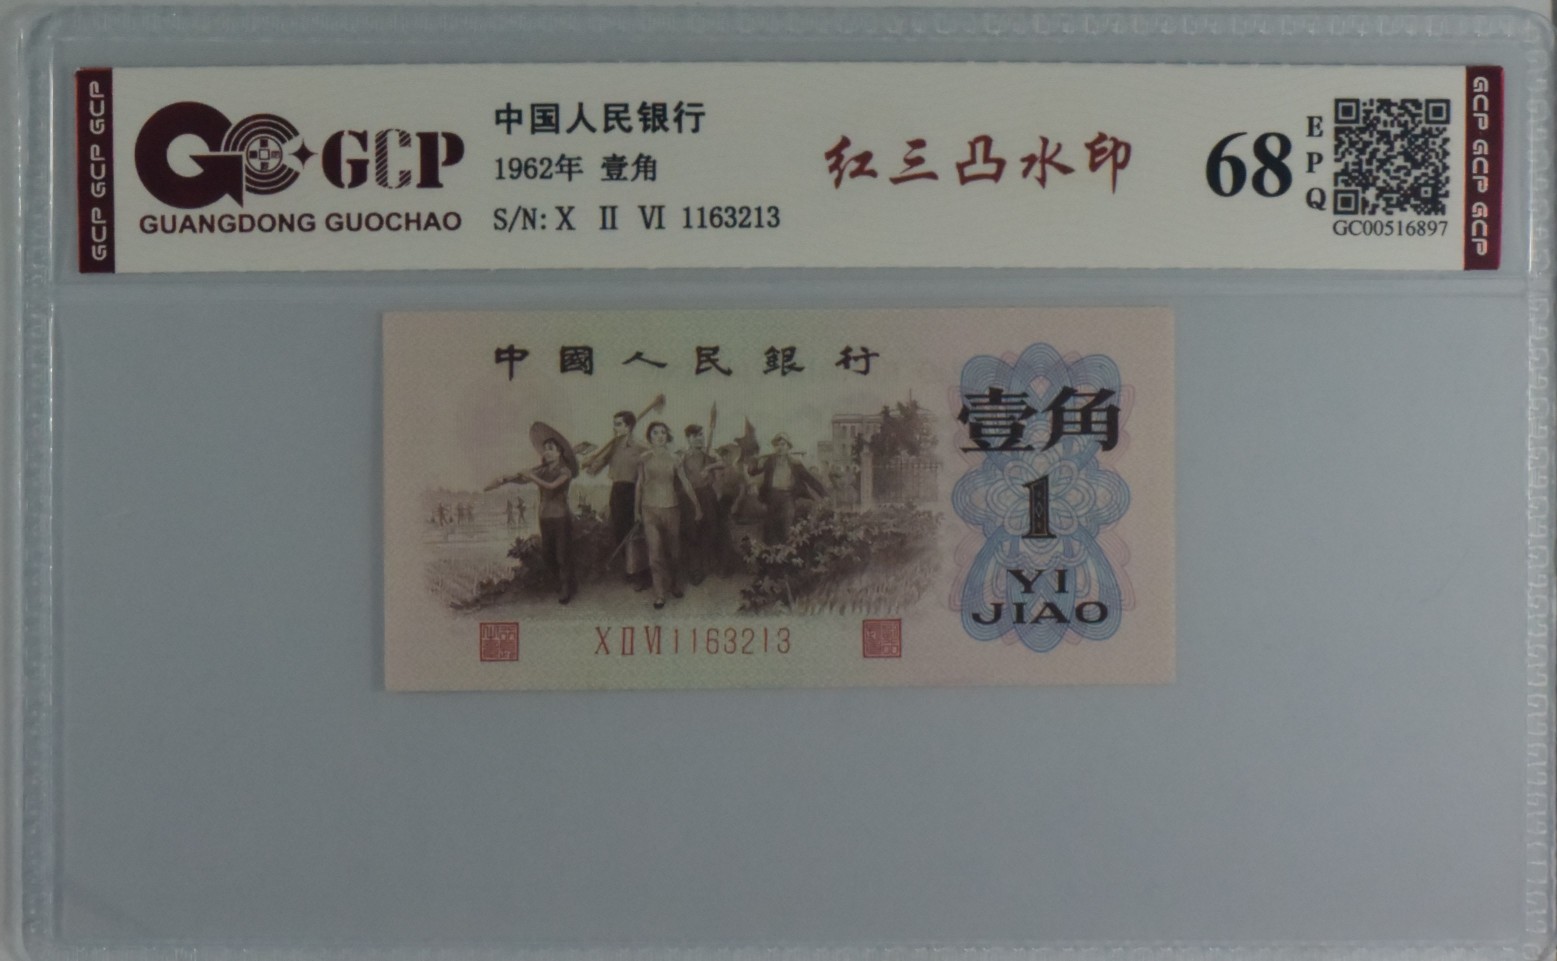 GCP GCP GCP
GCP
GUANGDONG GUOCHAO
中国人民银行
1962年 壹角
S/N: X II VI 1163213
红三凸水印
68
EPQ
GC00516897
GCP GCP GCP
中國人民銀行
壹角
1
YI
JIAO
X II VI 1163213